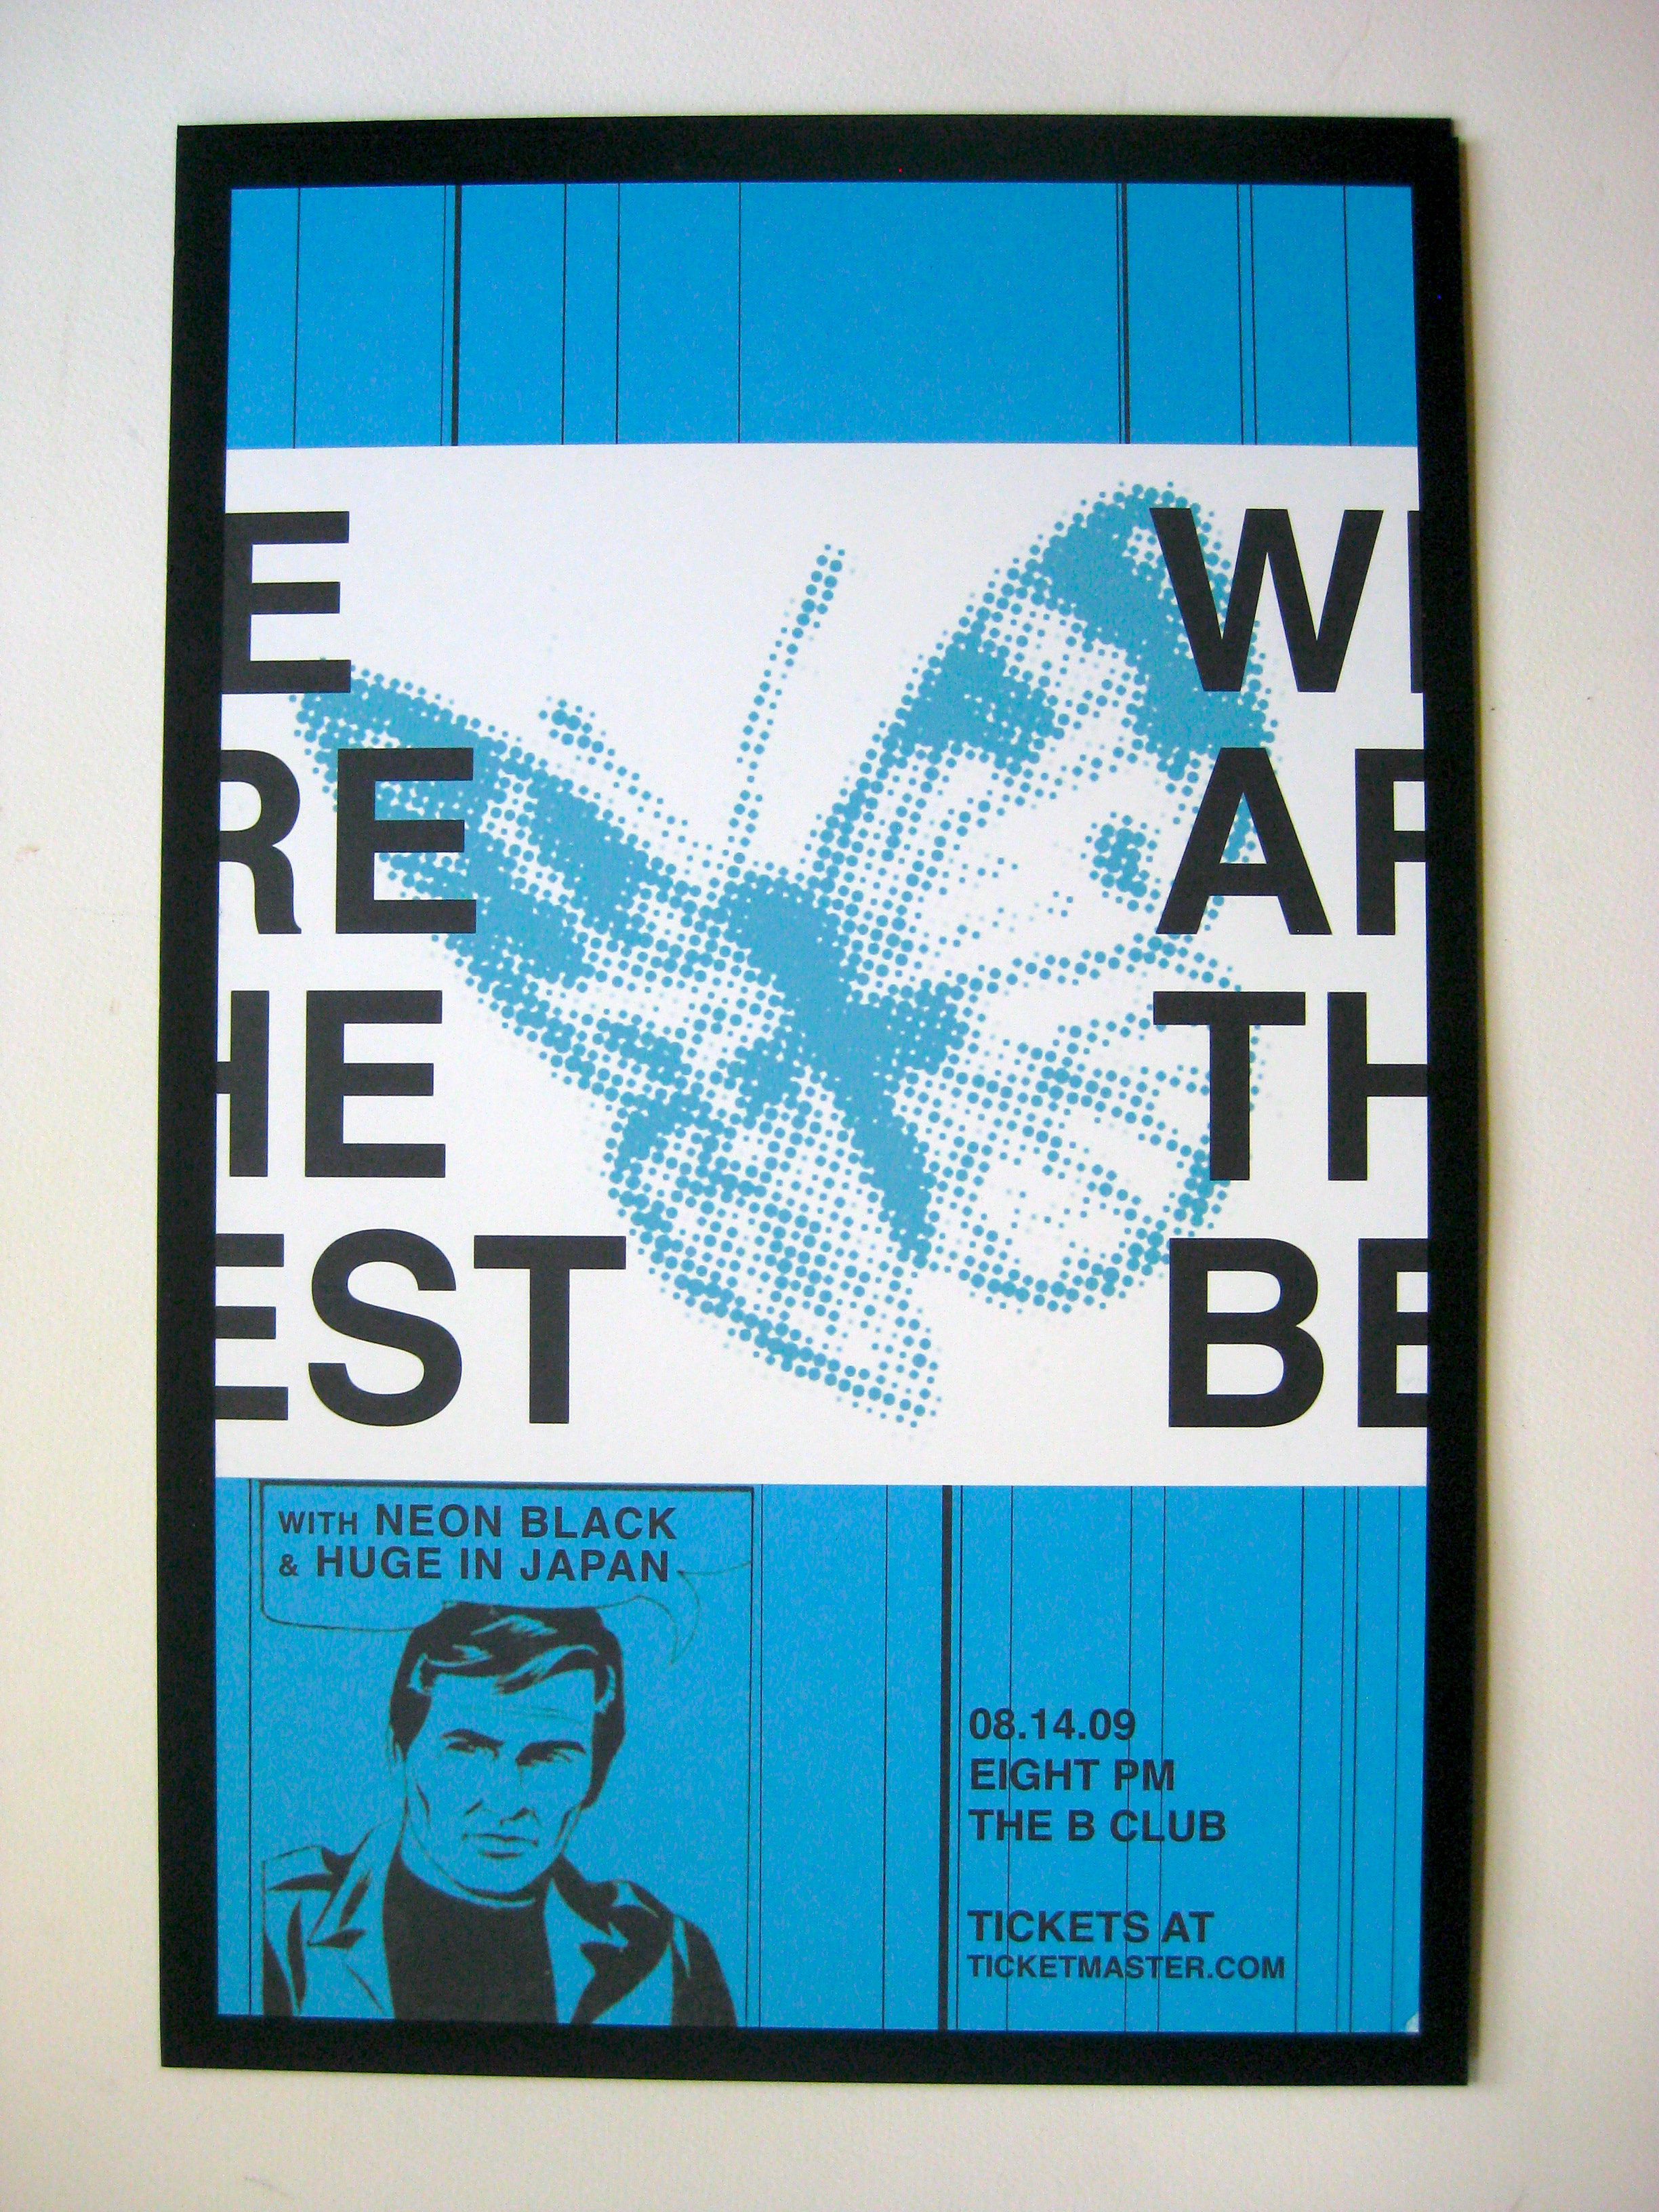 E WE
RE AR
HE TH
EST BE
WITH NEON BLACK
& HUGE IN JAPAN
08.14.09
EIGHT PM
THE B CLUB
TICKETS AT
TICKETMASTER.COM